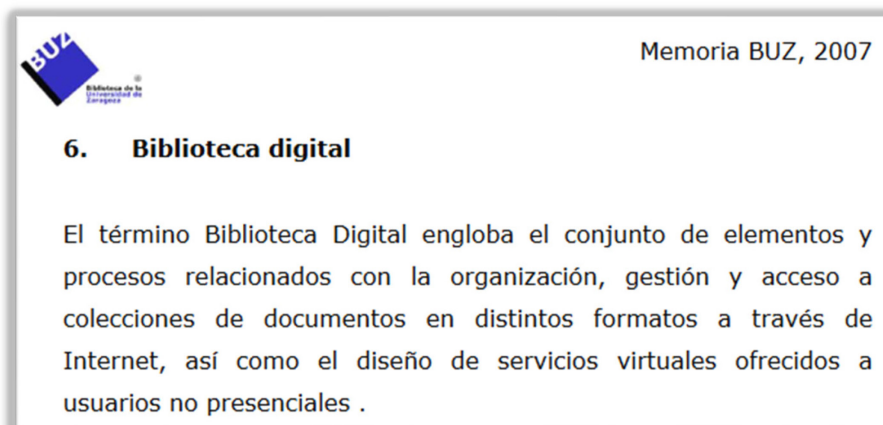 BUZ
Biblioteca de la
Universidad de
Zaragoza
Memoria BUZ, 2007
6. Biblioteca digital
El término Biblioteca Digital engloba el conjunto de elementos y
procesos relacionados con la organización, gestión y acceso a
colecciones de documentos en distintos formatos a través de
Internet, así como el diseño de servicios virtuales ofrecidos a
usuarios no presenciales .